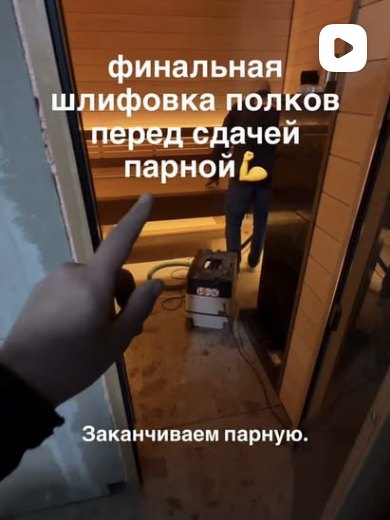 финальная
шлифовка полков
перед сдачей
парной💪
Заканчиваем парную.